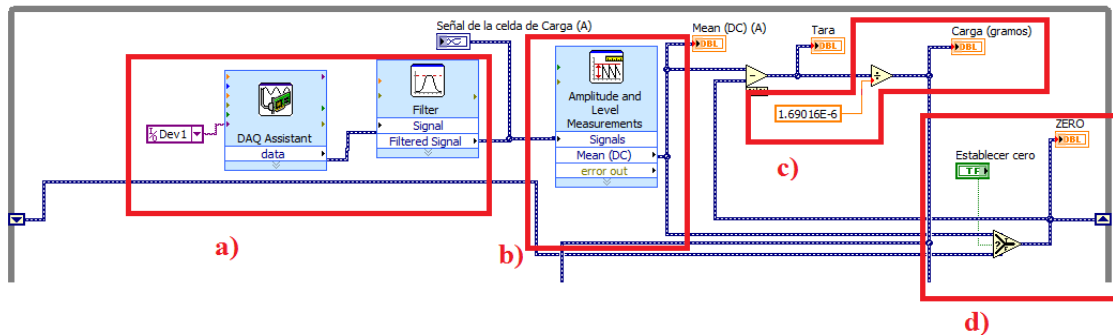 Señal de la celda de Carga (A)
Mean (DC) (A)
DBL
Tara
DBL
Carga (gramos)
DBL
Dev1
DAQ Assistant
data
Filter
Signal
Filtered Signal
Amplitude and
Level
Measurements
Signals
Mean (DC)
error out
1.69016E-6
ZERO
DBL
Establecer cero
TF
a)
b)
c)
d)